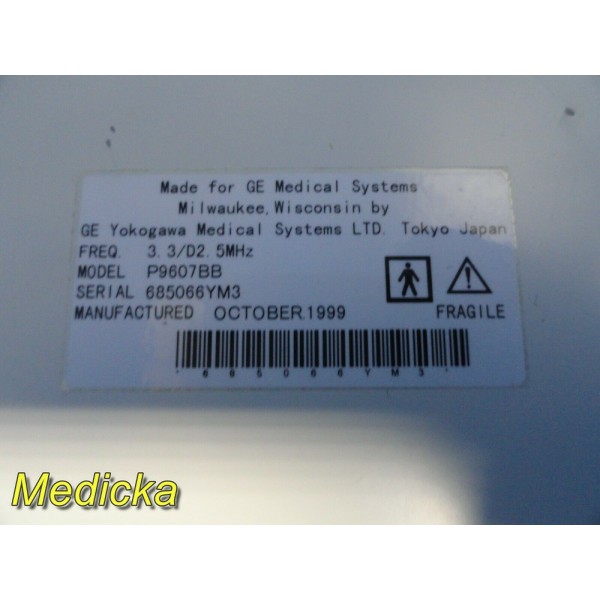 Made for GE Medical Systems
Milwaukee, Wisconsin by
GE Yokogawa Medical Systems LTD. Tokyo Japan
FREQ. 3.3/D2.5MHz
MODEL P9607BB
SERIAL 685066YM3
MANUFACTURED OCTOBER.1999
FRAGILE
*685066YM3*
Medicka